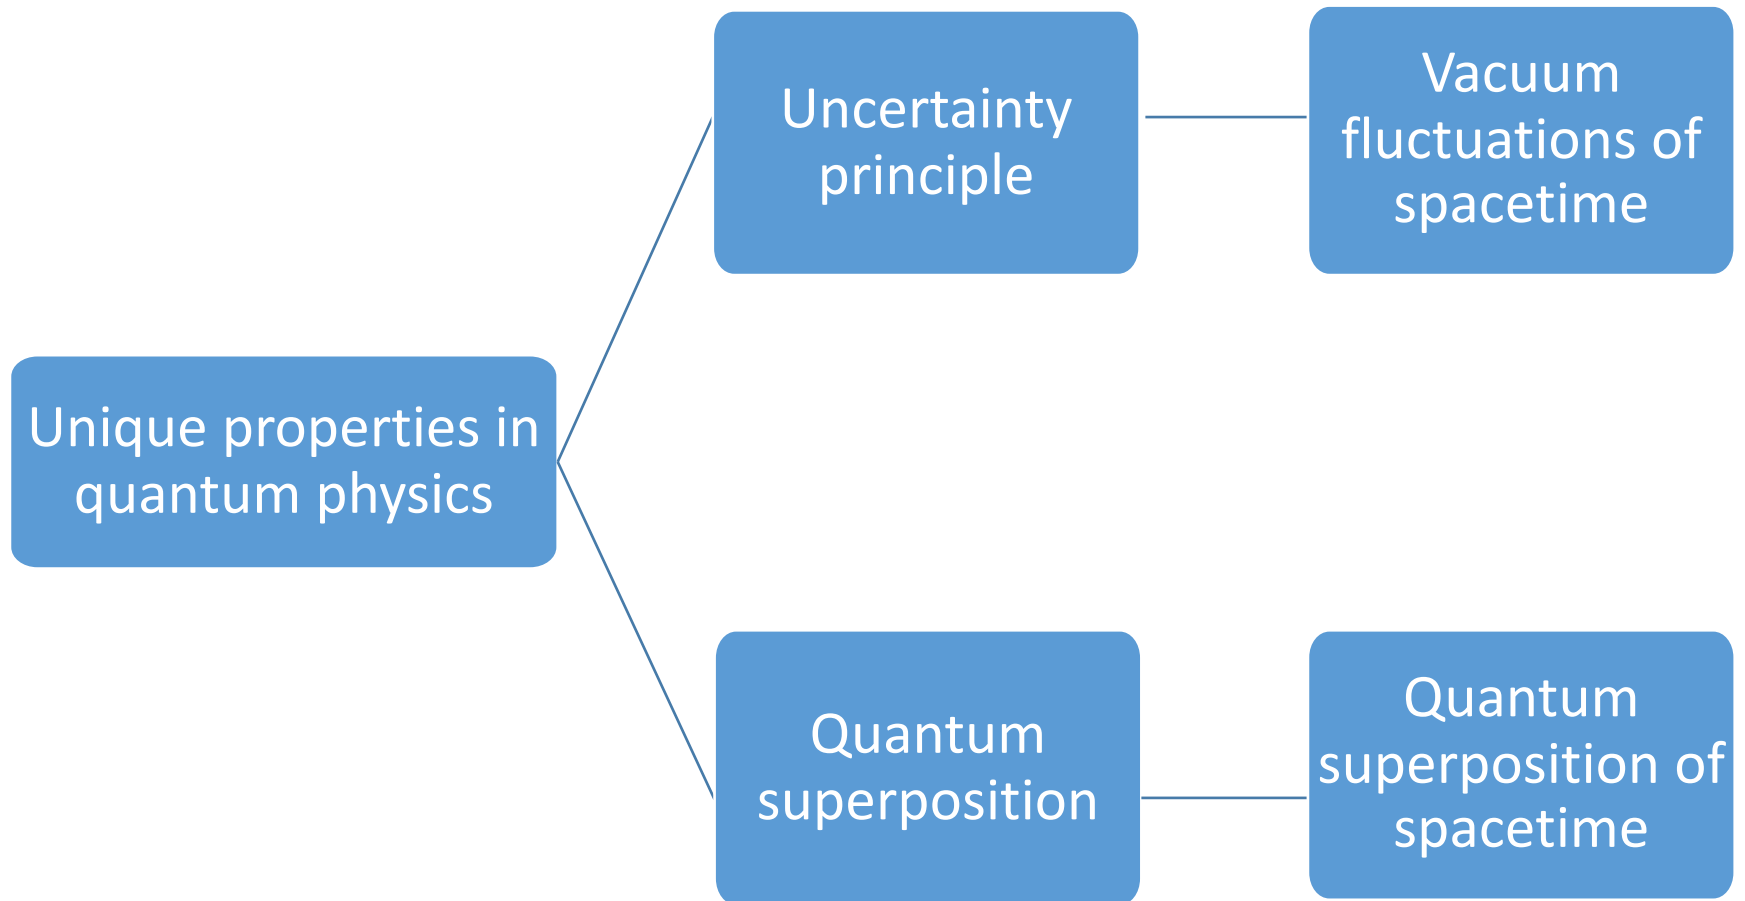 Unique properties in
quantum physics
Uncertainty
principle
Vacuum
fluctuations of
spacetime
Quantum
superposition
Quantum
superposition of
spacetime